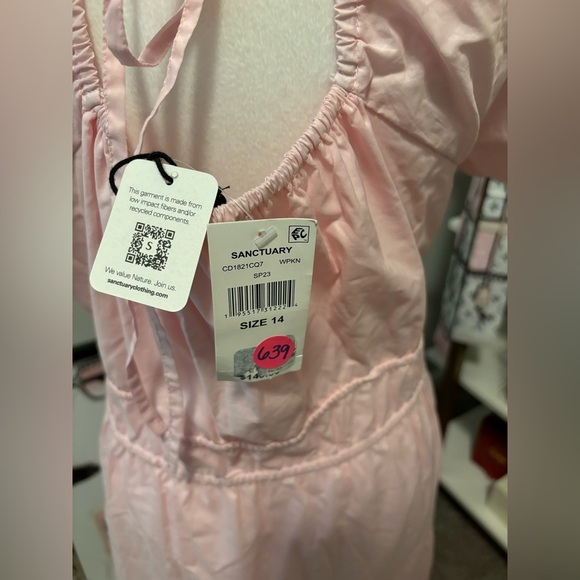 This garment is made from
low impact fibers and/or
recycled components.
S
We value Nature. Join us.
sanctuaryclothing.com
SANCTUARY
CD1821CQ7 WPKN
SP23
SIZE 14
639